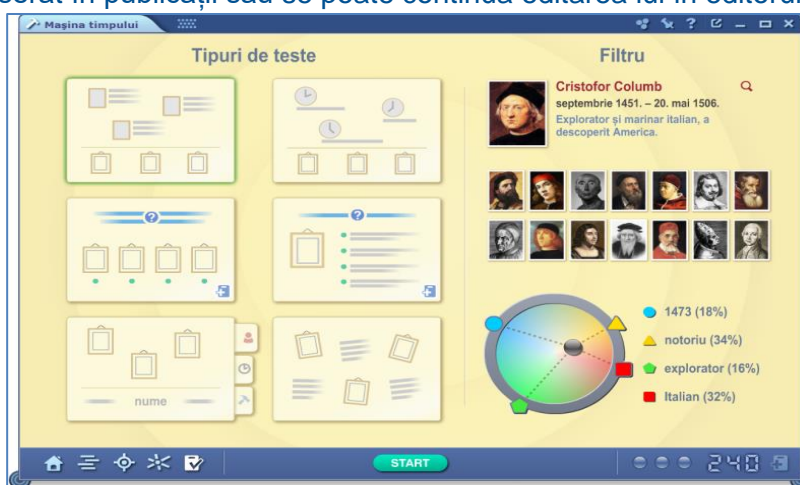 serat în publicații sau se poate continua editarea lui în editorul
Mașina timpului
Tipuri de teste
Filtru
Cristofor Columb
septembrie 1451. – 20. mai 1506.
Explorator și marinar italian, a
descoperit America.
1473 (18%)
notoriu (34%)
explorator (16%)
Italian (32%)
nume
START
240